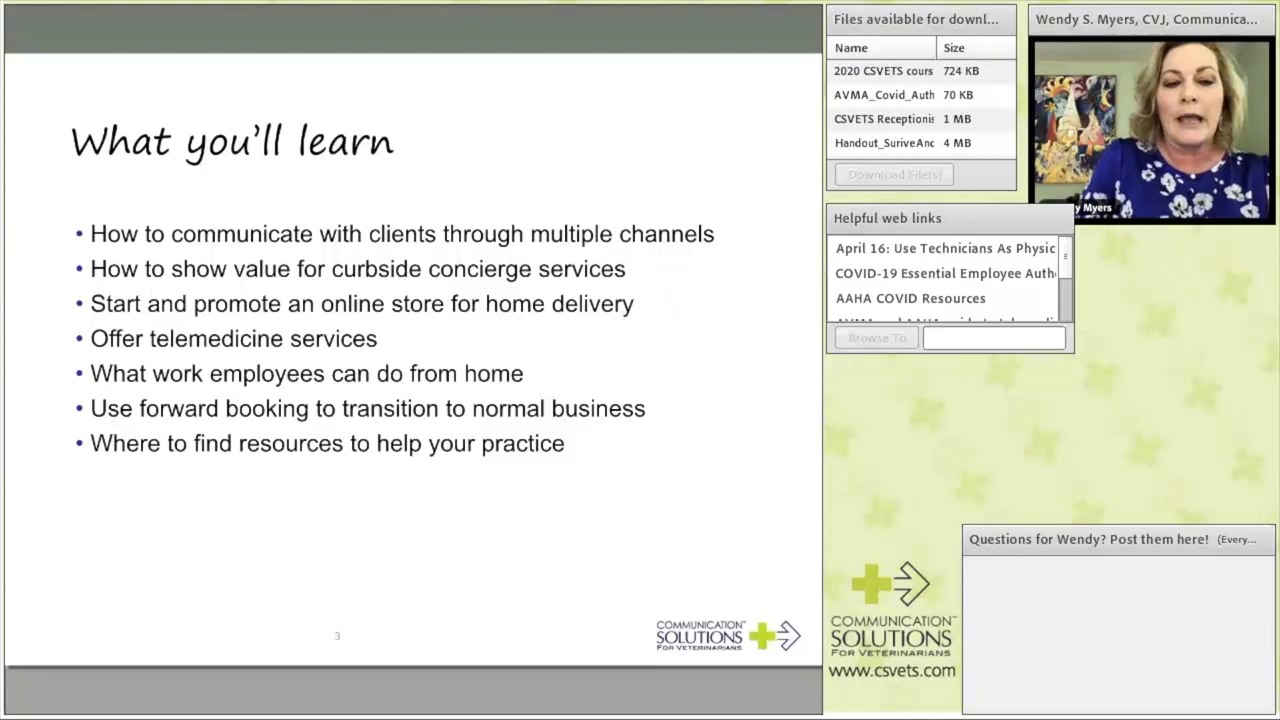 What you'll learn
• How to communicate with clients through multiple channels
• How to show value for curbside concierge services
• Start and promote an online store for home delivery
• Offer telemedicine services
• What work employees can do from home
• Use forward booking to transition to normal business
• Where to find resources to help your practice
3
COMMUNICATION™
SOLUTIONS
FOR VETERINARIANS
Files available for downl...
Name Size
2020 CSVETS cours 724 KB
AVMA_Covid_Auth 70 KB
CSVETS Receptionis 1 MB
Handout_SuriveAnc 4 MB
Download File(s)
Wendy S. Myers, CVJ, Communica...
y Myers
Helpful web links
April 16: Use Technicians As Physic
COVID-19 Essential Employee Auth
AAHA COVID Resources
Browse To
COMMUNICATION™
SOLUTIONS
FOR VETERINARIANS
www.csvets.com
Questions for Wendy? Post them here! (Every...